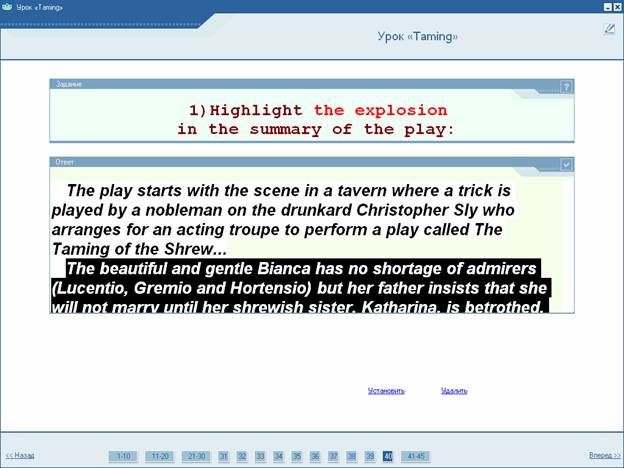 Урок «Taming»
Урок «Taming»
Задание
?
1)Highlight the explosion
in the summary of the play:
Ответ
The play starts with the scene in a tavern where a trick is
played by a nobleman on the drunkard Christopher Sly who
arranges for an acting troupe to perform a play called The
Taming of the Shrew...
The beautiful and gentle Bianca has no shortage of admirers
(Lucentio, Gremio and Hortensio) but her father insists that she
will not marry until her shrewish sister, Katharina, is betrothed.
Установить Удалить
<< Назад 1-10 11-20 21-30 31 32 33 34 35 36 37 38 39 40 41-45 Вперед >>